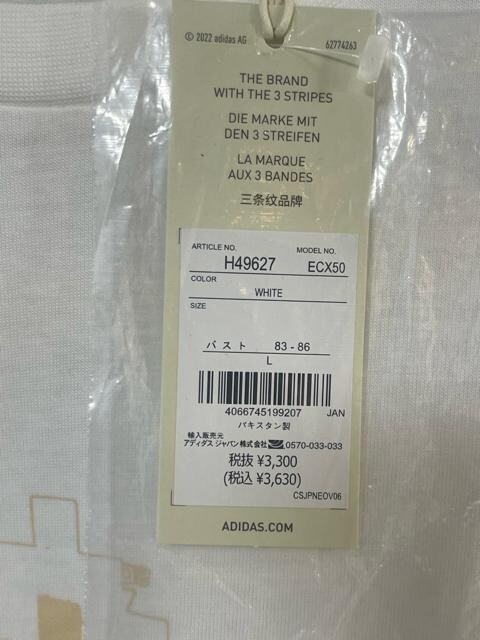 © 2022 adidas AG 62774263
THE BRAND
WITH THE 3 STRIPES
DIE MARKE MIT
DEN 3 STREIFEN
LA MARQUE
AUX 3 BANDES
三条纹品牌
ARTICLE NO. MODEL NO.
H49627 ECX50
COLOR
WHITE
SIZE
バスト 83 - 86
L
4066745199207 JAN
パキスタン製
輸入販売元
アディダス ジャパン株式会社 0570-033-033
税抜 ¥3,300
(税込 ¥3,630)
CSJPNEOV06
ADIDAS.COM